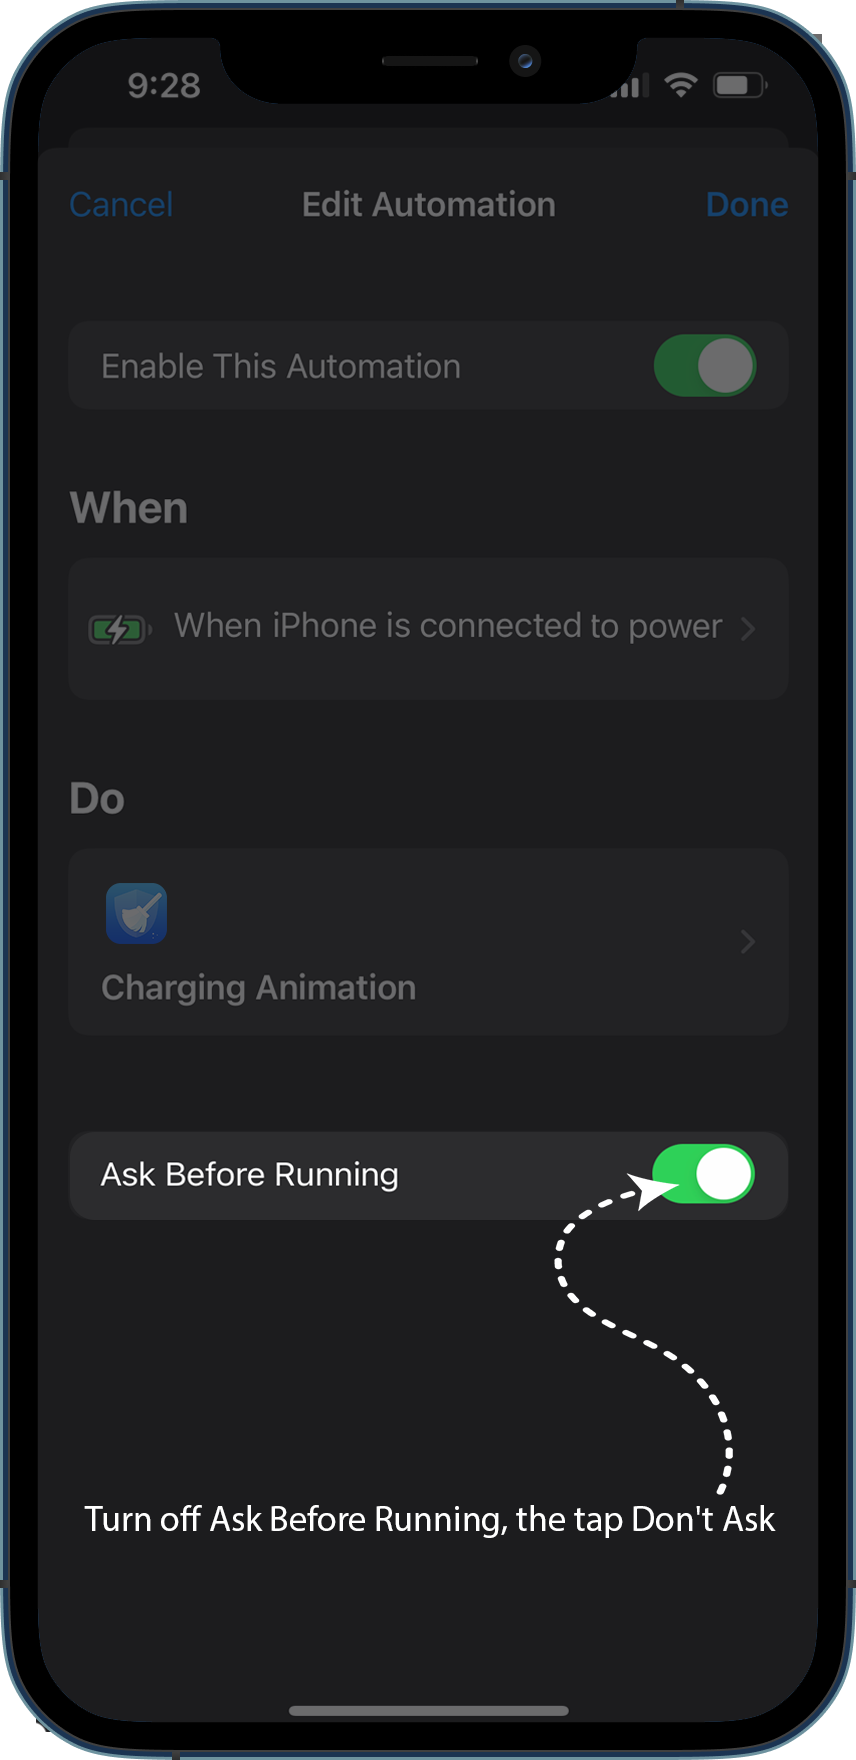 9:28
Cancel Edit Automation Done
Enable This Automation
When
When iPhone is connected to power
Do
Charging Animation
Ask Before Running
Turn off Ask Before Running, the tap Don't Ask